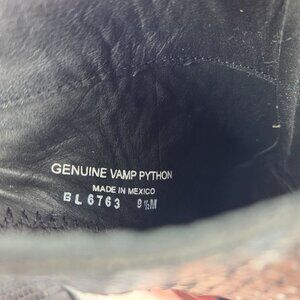 GENUINE VAMP PYTHON
MADE IN MEXICO
BL6763 9½M